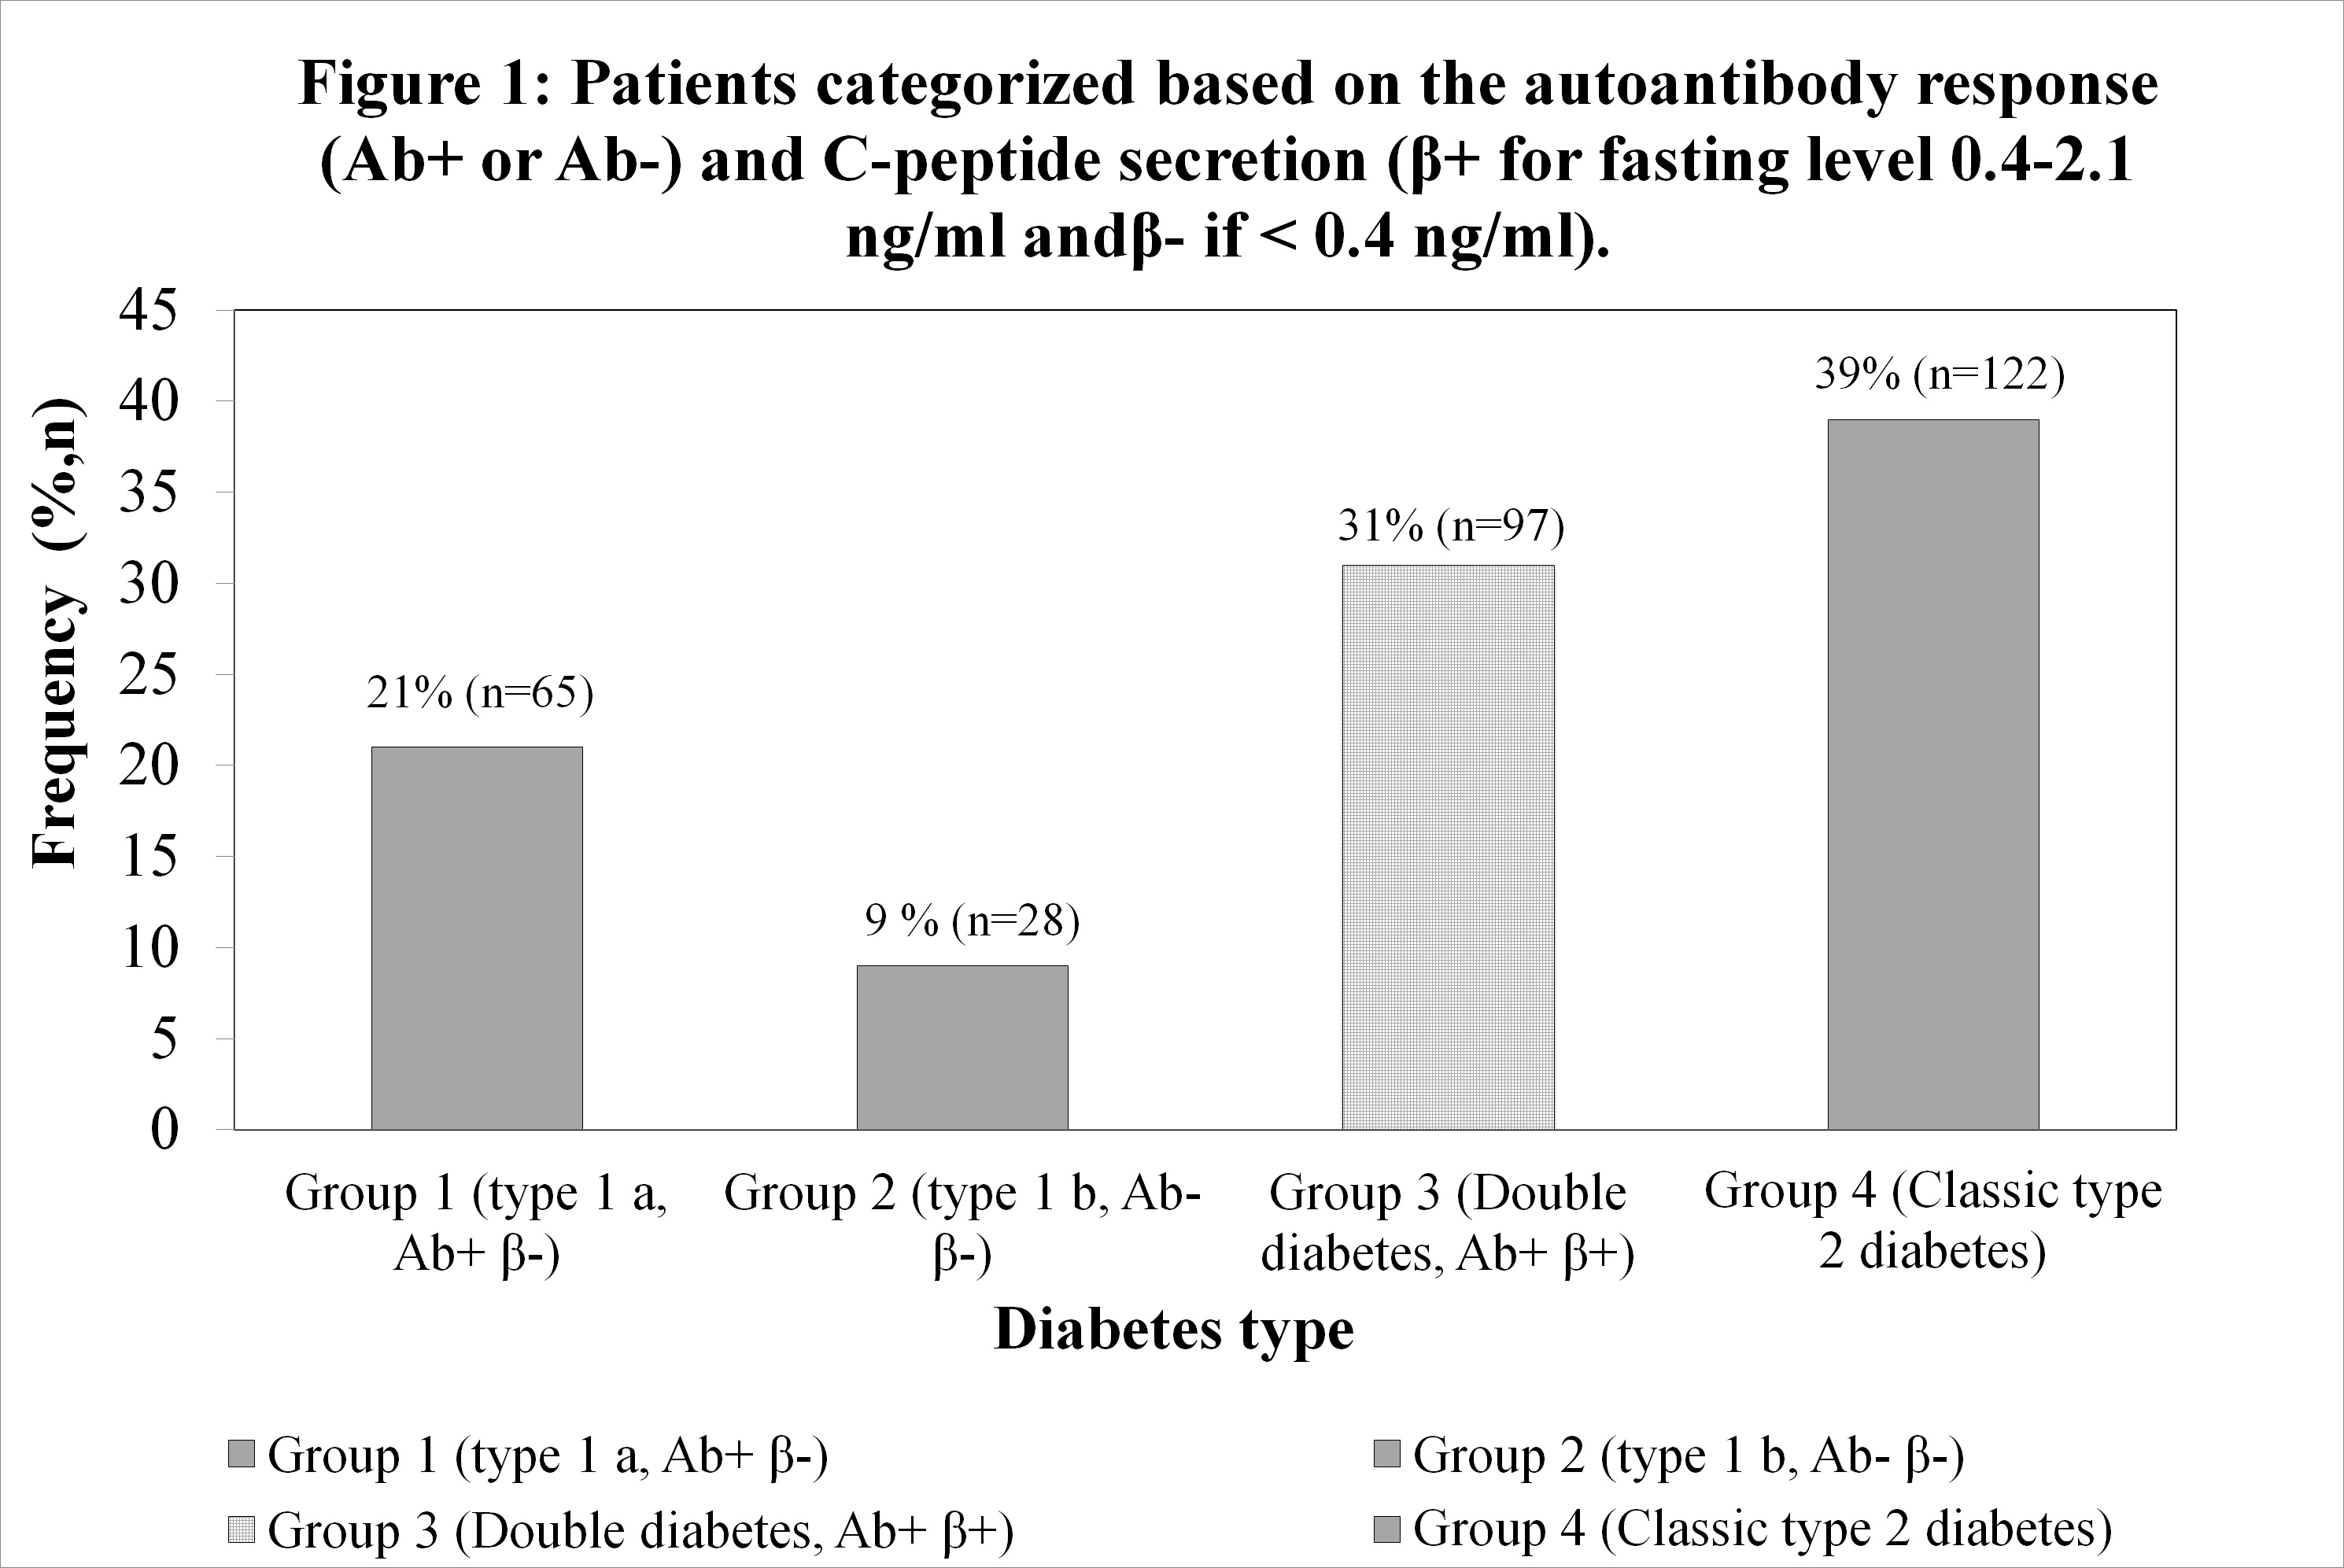 Figure 1: Patients categorized based on the autoantibody response
(Ab+ or Ab-) and C-peptide secretion (β+ for fasting level 0.4-2.1
ng/ml andβ- if < 0.4 ng/ml).
Frequency (%,n)
45
40
35
30
25
20
15
10
5
0
21% (n=65)
9 % (n=28)
31% (n=97)
39% (n=122)
Group 1 (type 1 a,
Ab+ β-)
Group 2 (type 1 b, Ab-
β-)
Group 3 (Double
diabetes, Ab+ β+)
Group 4 (Classic type
2 diabetes)
Diabetes type
Group 1 (type 1 a, Ab+ β-)
Group 2 (type 1 b, Ab- β-)
Group 3 (Double diabetes, Ab+ β+)
Group 4 (Classic type 2 diabetes)